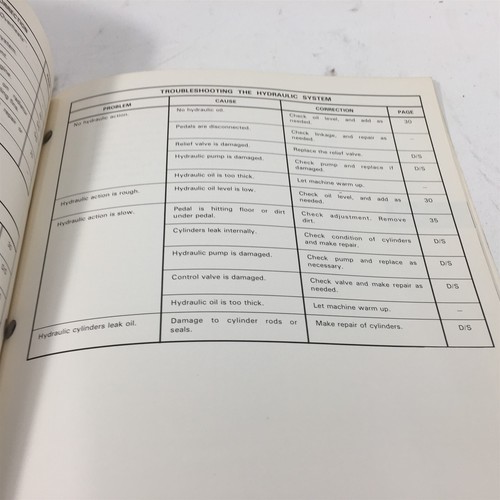 TROUBLESHOOTING THE HYDRAULIC SYSTEM
PROBLEM CAUSE CORRECTION PAGE
No hydraulic action. No hydraulic oil. Check oil level, and add as needed. 30
Pedals are disconnected. Check linkage, and repair as needed. –
Relief valve is damaged. Replace the relief valve. D/S
Hydraulic pump is damaged. Check pump and replace if damaged. D/S
Hydraulic oil is too thick. Let machine warm up. –
Hydraulic action is rough. Hydraulic oil level is low. Check oil level, and add as needed. 30
Hydraulic action is slow. Pedal is hitting floor or dirt under pedal. Check adjustment. Remove dirt. 35
Cylinders leak internally. Check condition of cylinders and make repair. D/S
Hydraulic pump is damaged. Check pump and replace as necessary. D/S
Control valve is damaged. Check valve and make repair as needed. D/S
Hydraulic oil is too thick. Let machine warm up. –
Hydraulic cylinders leak oil. Damage to cylinder rods or seals. Make repair of cylinders. D/S